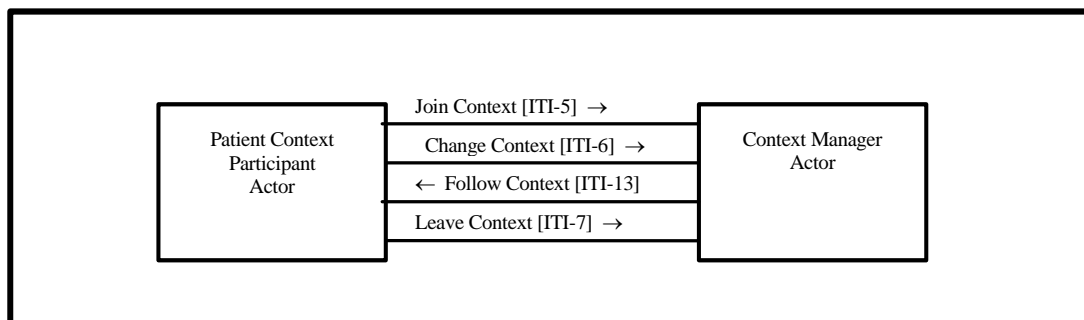 Join Context [ITI-5] →
Patient Context
Participant
Actor
Change Context [ITI-6] →
← Follow Context [ITI-13]
Leave Context [ITI-7] →
Context Manager
Actor